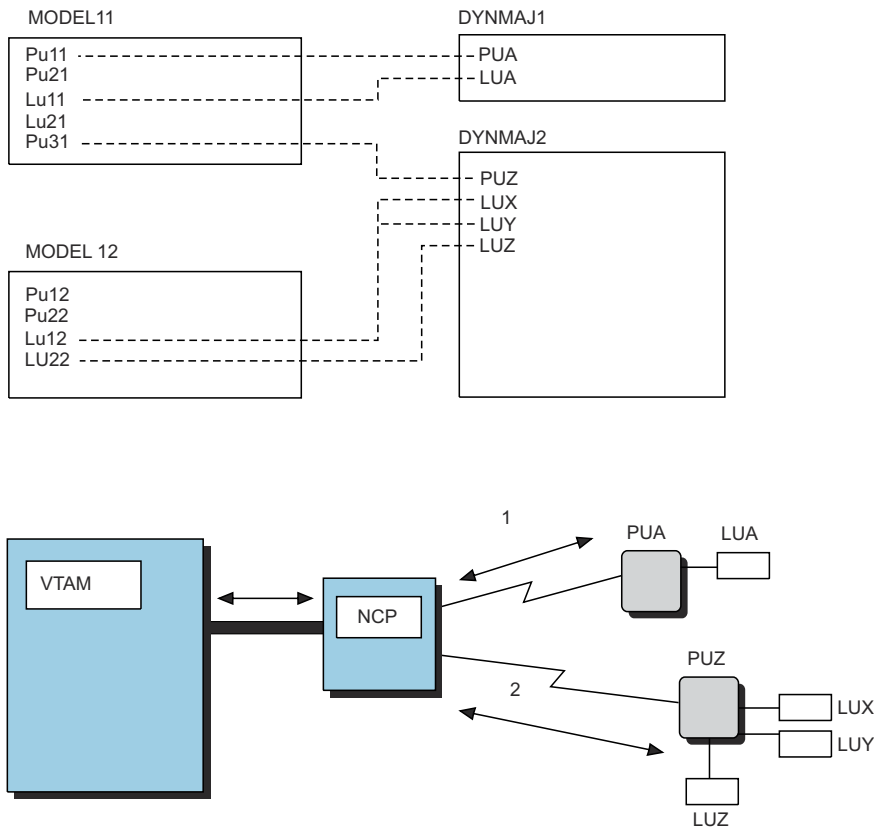 MODEL11
Pu11
Pu21
Lu11
Lu21
Pu31
DYNMAJ1
PUA
LUA
DYNMAJ2
PUZ
LUX
LUY
LUZ
MODEL 12
Pu12
Pu22
Lu12
LU22
VTAM
NCP
1
PUA
LUA
2
PUZ
LUX
LUY
LUZ